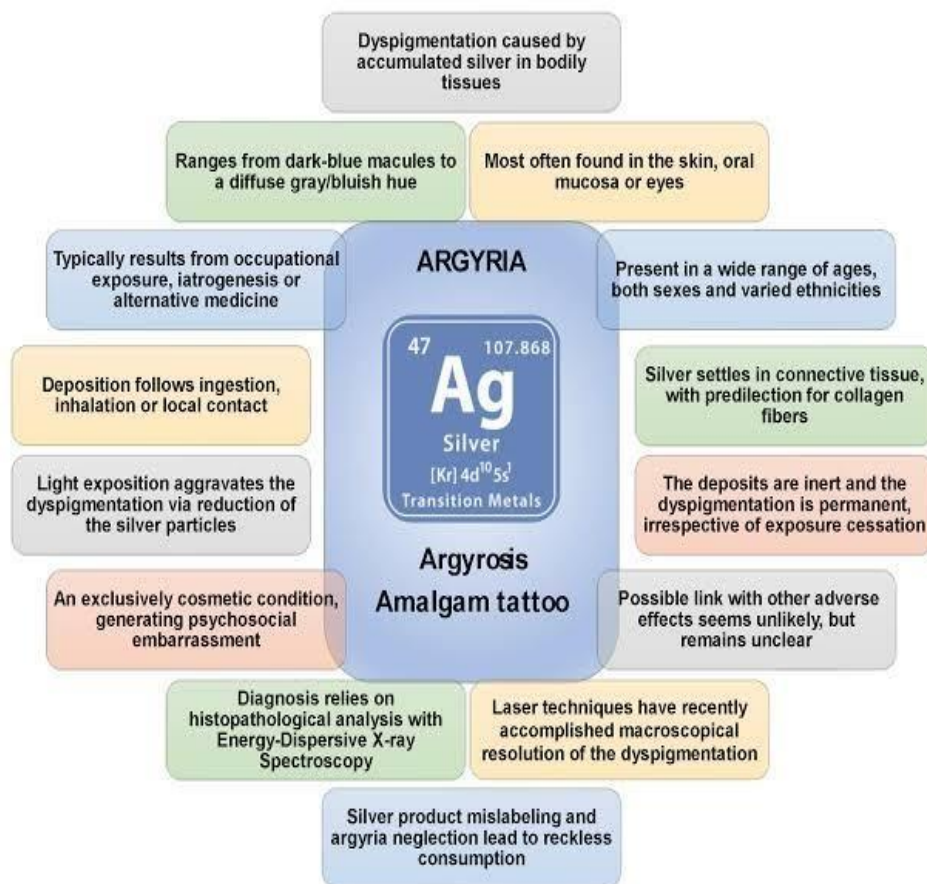 Dyspigmentation caused by
accumulated silver in bodily
tissues
Ranges from dark-blue macules to
a diffuse gray/bluish hue
Most often found in the skin, oral
mucosa or eyes
Typically results from occupational
exposure, iatrogenesis or
alternative medicine
ARGYRIA
Present in a wide range of ages,
both sexes and varied ethnicities
47 107.868
Ag
Silver
[Kr] 4d¹⁰ 5s¹
Transition Metals
Deposition follows ingestion,
inhalation or local contact
Silver settles in connective tissue,
with predilection for collagen
fibers
Light exposition aggravates the
dyspigmentation via reduction of
the silver particles
The deposits are inert and the
dyspigmentation is permanent,
irrespective of exposure cessation
Argyrosis
Amalgam tattoo
An exclusively cosmetic condition,
generating psychosocial
embarrassment
Possible link with other adverse
effects seems unlikely, but
remains unclear
Diagnosis relies on
histopathological analysis with
Energy-Dispersive X-ray
Spectroscopy
Laser techniques have recently
accomplished macroscopical
resolution of the dyspigmentation
Silver product mislabeling and
argyria neglection lead to reckless
consumption